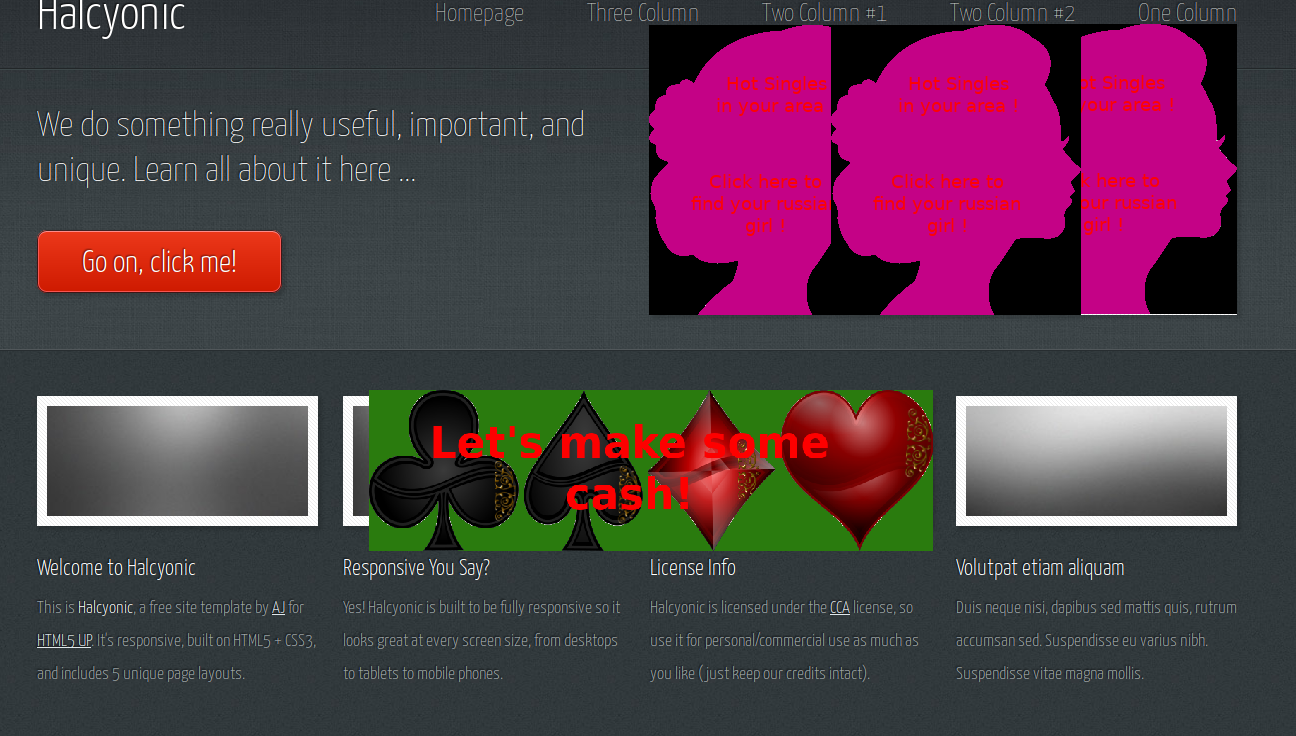 Halcyonic
Homepage
Three Column
Two Column #1
Two Column #2
One Column
We do something really useful, important, and
unique. Learn all about it here ...
Go on, click me!
Hot Singles
in your area
Click here to
find your russia
girl !
Hot Singles
in your area !
Click here to
find your russian
girl !
ot Singles
your area !
k here to
our russian
girl !
Let's make some
cash!
Welcome to Halcyonic
This is Halcyonic, a free site template by AJ for
HTML5 UP. It's responsive, built on HTML5 + CSS3,
and includes 5 unique page layouts.
Responsive You Say?
Yes! Halcyonic is built to be fully responsive so it
looks great at every screen size, from desktops
to tablets to mobile phones.
License Info
Halcyonic is licensed under the CCA license, so
use it for personal/commercial use as much as
you like (just keep our credits intact).
Volutpat etiam aliquam
Duis neque nisi, dapibus sed mattis quis, rutrum
accumsan sed. Suspendisse eu varius nibh.
Suspendisse vitae magna mollis.